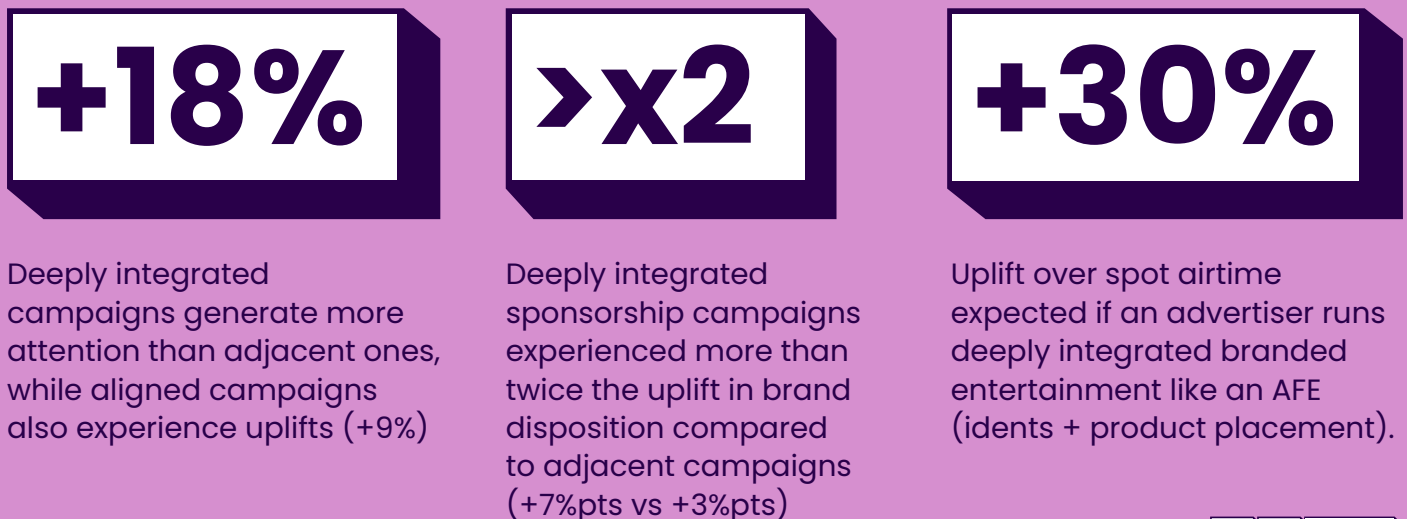 +18%
Deeply integrated
campaigns generate more
attention than adjacent ones,
while aligned campaigns
also experience uplifts (+9%)
>x2
Deeply integrated
sponsorship campaigns
experienced more than
twice the uplift in brand
disposition compared
to adjacent campaigns
(+7%pts vs +3%pts)
+30%
Uplift over spot airtime
expected if an advertiser runs
deeply integrated branded
entertainment like an AFE
(idents + product placement).